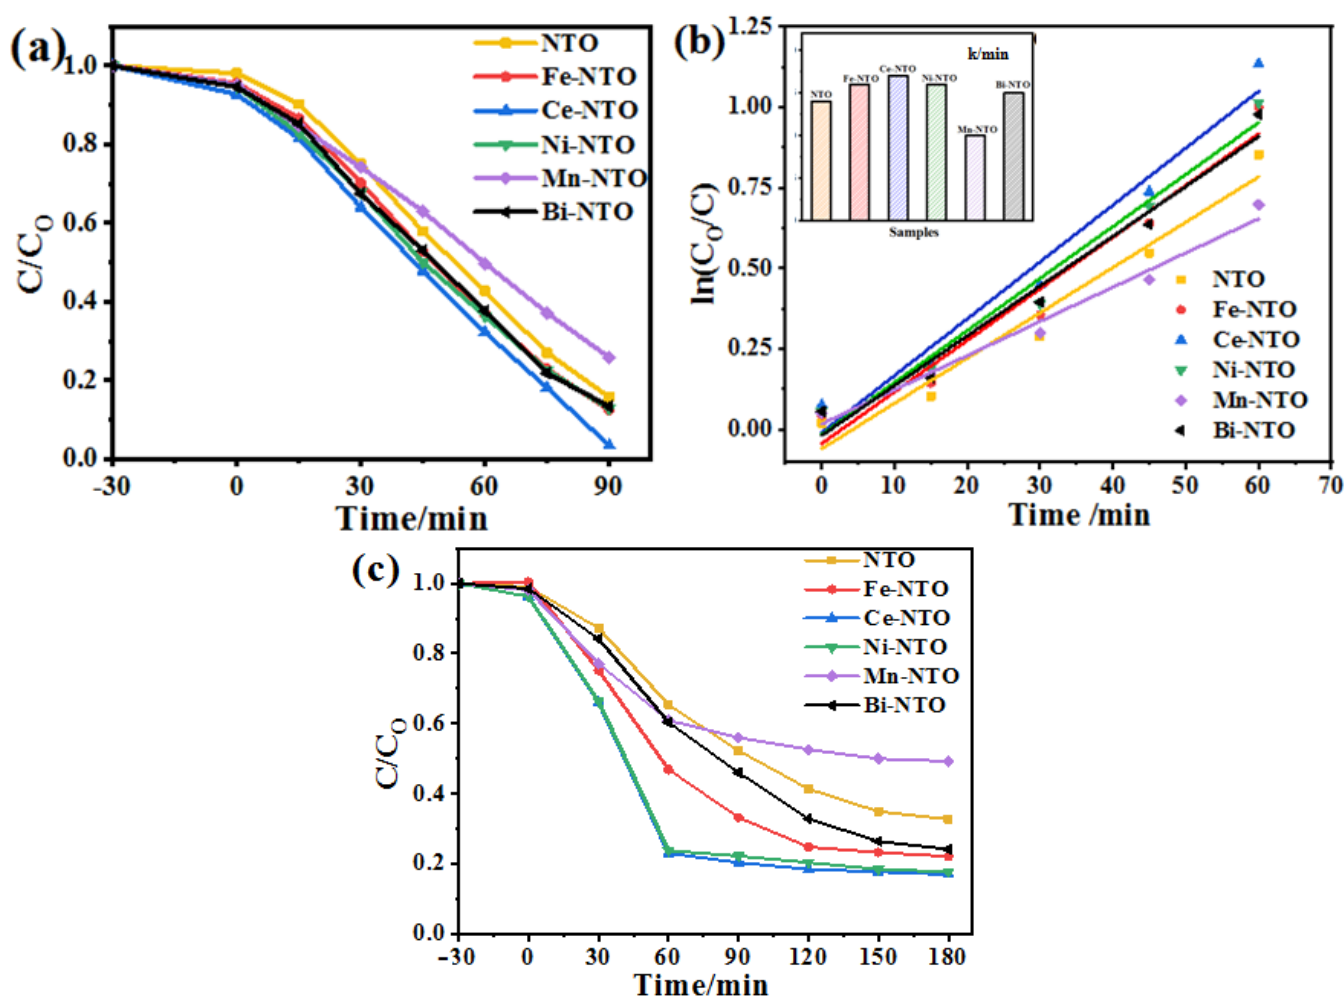 (a)
NTO
Fe-NTO
Ce-NTO
Ni-NTO
Mn-NTO
Bi-NTO
1.0
0.8
0.6
0.4
0.2
0.0
C/CO
-30 0 30 60 90
Time/min
(b)
1.25
1.00
0.75
0.50
0.25
0.00
ln(CO/C)
k/min
NTO
Fe-NTO
Ce-NTO
Ni-NTO
Mn-NTO
Bi-NTO
Samples
NTO
Fe-NTO
Ce-NTO
Ni-NTO
Mn-NTO
Bi-NTO
0 10 20 30 40 50 60 70
Time /min
(c)
NTO
Fe-NTO
Ce-NTO
Ni-NTO
Mn-NTO
Bi-NTO
1.0
0.8
0.6
0.4
0.2
0.0
C/CO
-30 0 30 60 90 120 150 180
Time/min